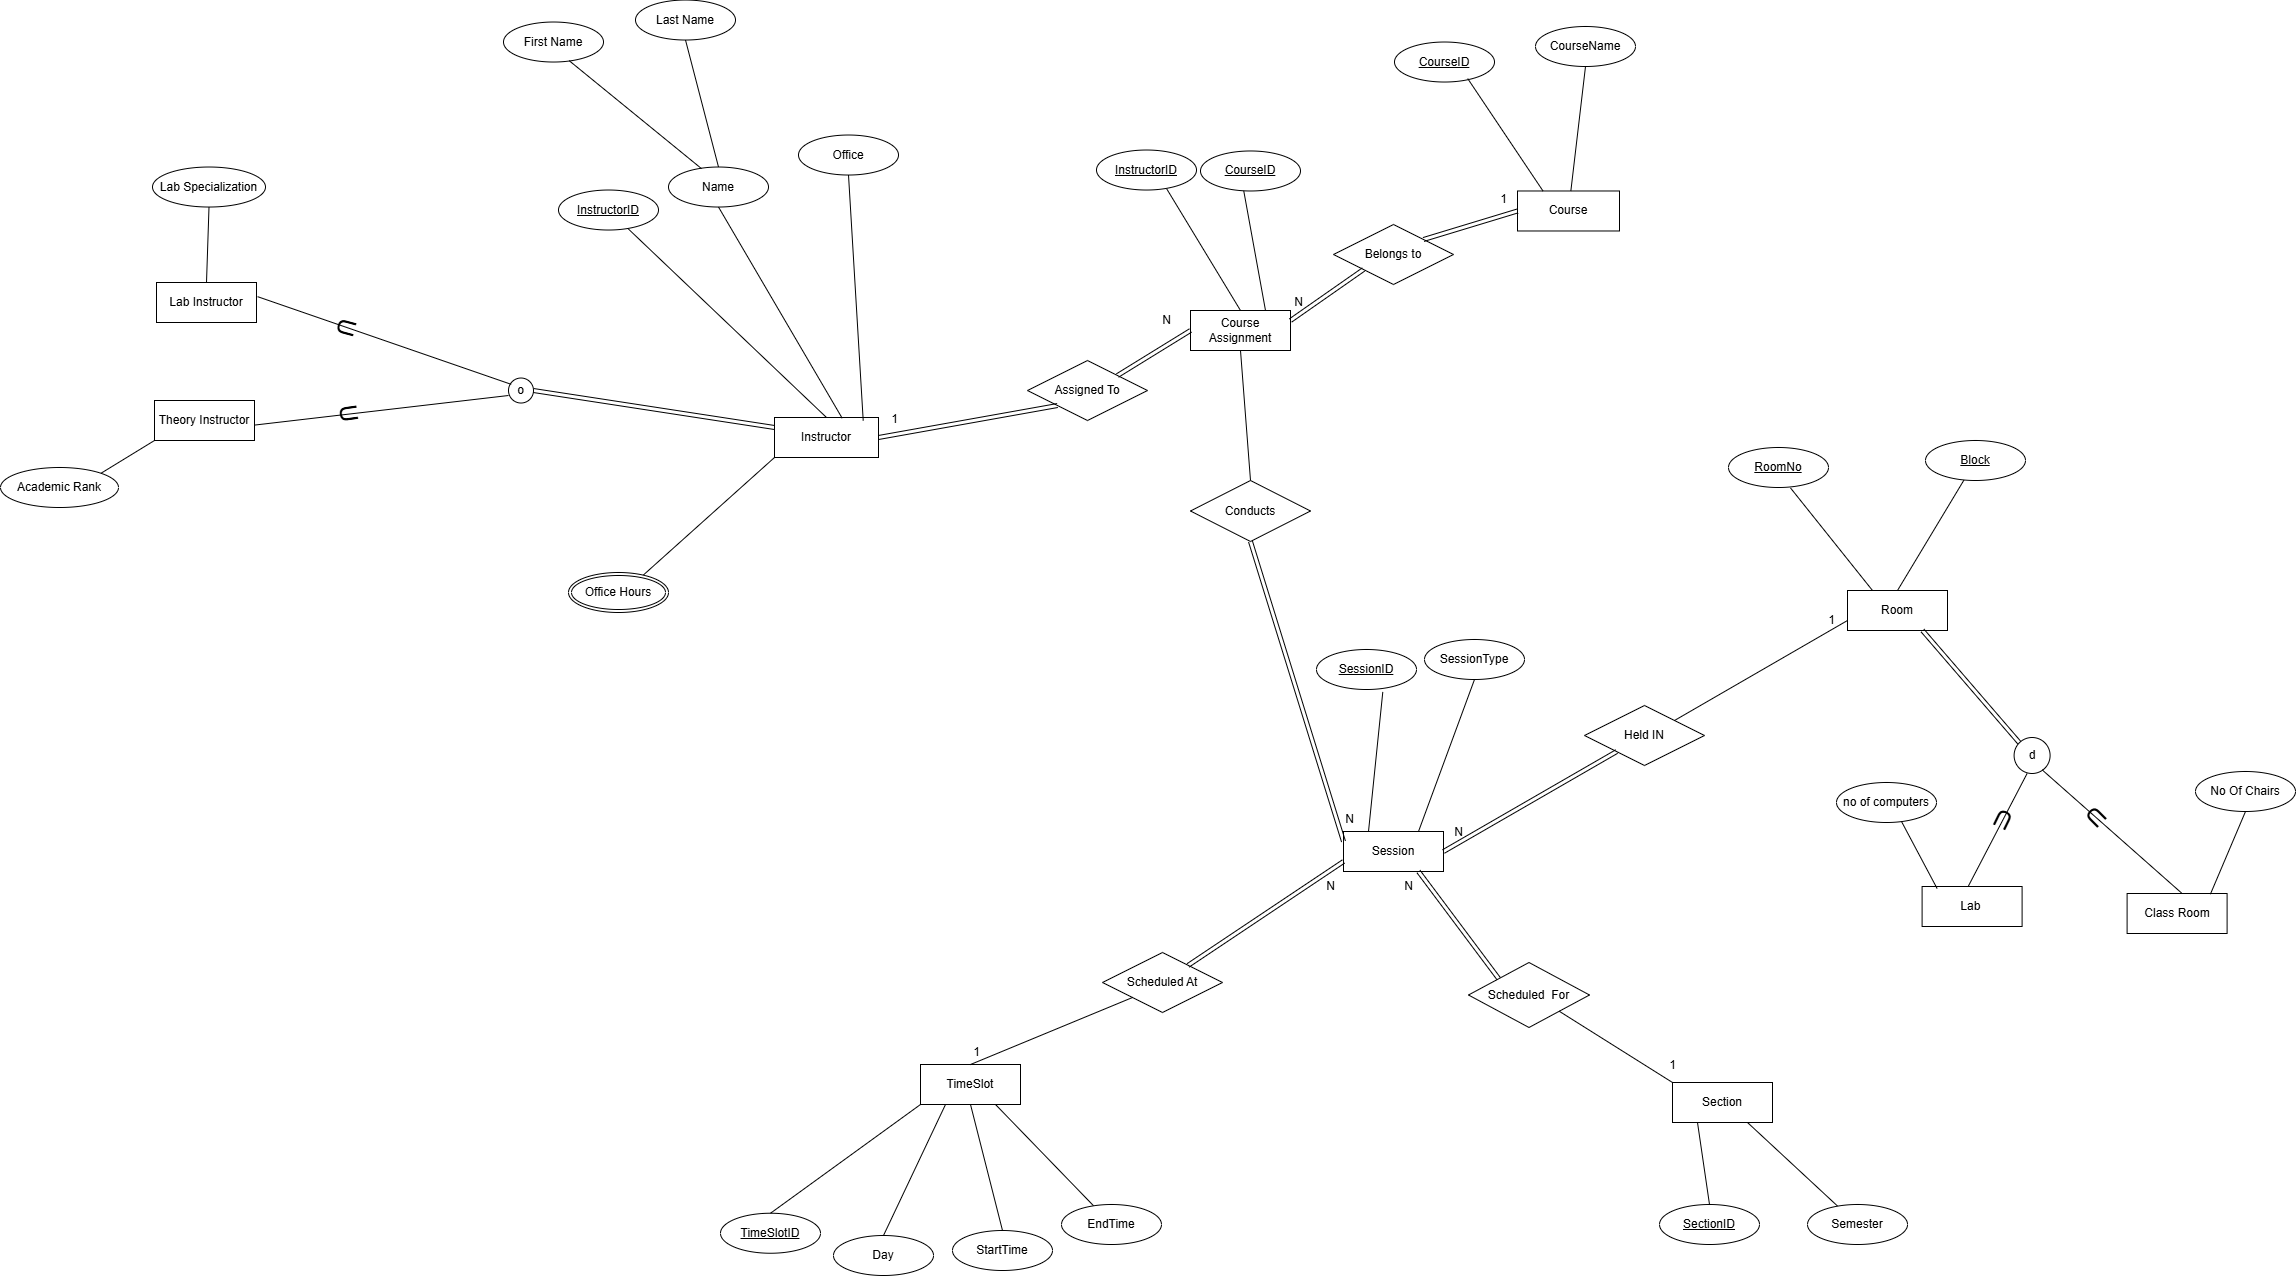 Last Name
First Name
CourseName
CourseID
Office
InstructorID
CourseID
Lab Specialization
Name
InstructorID
1
Course
Belongs to
Lab Instructor
N
N
Course
Assignment
o
Assigned To
Theory Instructor
1
Instructor
Academic Rank
RoomNo
Block
Conducts
Office Hours
Room
1
SessionID
SessionType
Held IN
d
no of computers
No Of Chairs
N
N
Session
N
N
Lab
Class Room
Scheduled At
Scheduled  For
1
1
TimeSlot
Section
TimeSlotID
Day
StartTime
EndTime
SectionID
Semester